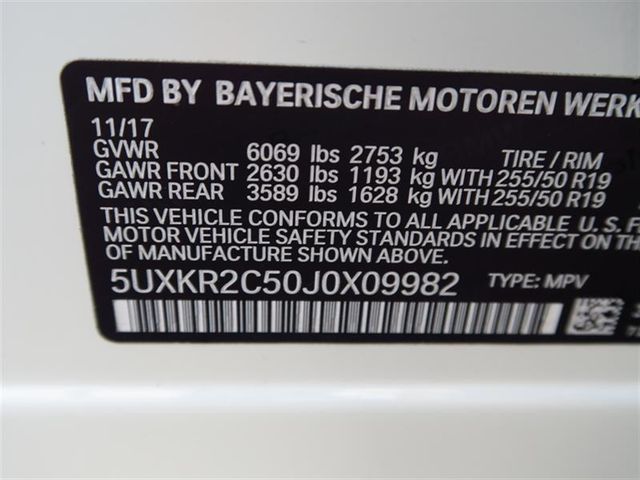 MFD BY BAYERISCHE MOTOREN WERK
11/17
GVWR 6069 lbs 2753 kg TIRE / RIM
GAWR FRONT 2630 lbs 1193 kg WITH 255/50 R19
GAWR REAR 3589 lbs 1628 kg WITH 255/50 R19
THIS VEHICLE CONFORMS TO ALL APPLICABLE U. S. F
MOTOR VEHICLE SAFETY STANDARDS IN EFFECT ON
OF MANUFACTURE SHOWN ABOVE.
5UXKR2C50J0X09982 TYPE: MPV